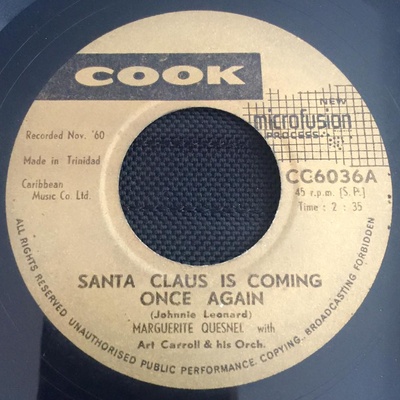 COOK
NEW
microfusion
PROCESS
Recorded Nov. '60
Made in Trinidad
Caribbean
Music Co. Ltd.
CC6036A
45 r.p.m. [S.P.]
Time : 2 : 35
SANTA CLAUS IS COMING
ONCE AGAIN
(Johnnie Leonard)
MARGUERITE QUESNEL with
Art Carroll & his Orch.
ALL RIGHTS RESERVED UNAUTHORISED PUBLIC PERFORMANCE, COPYING, BROADCASTING FORBIDDEN